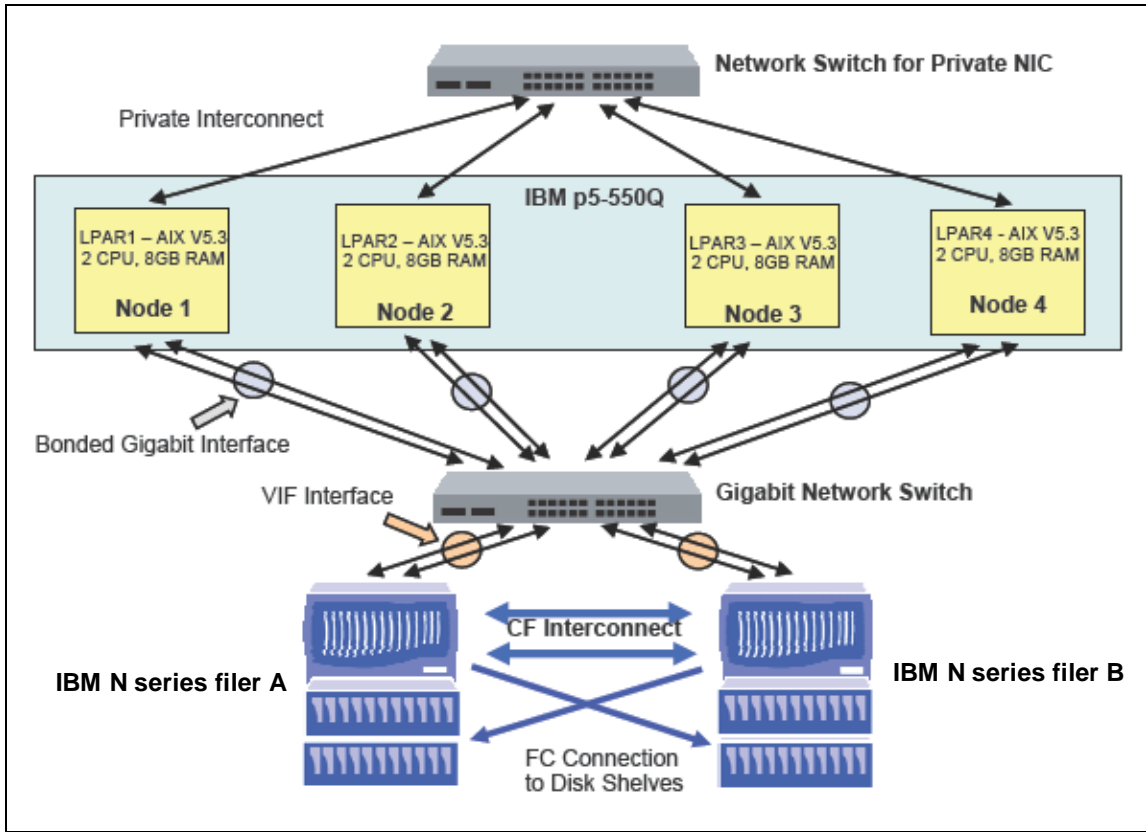 Network Switch for Private NIC
Private Interconnect
IBM p5-550Q
LPAR1 – AIX V5.3
2 CPU, 8GB RAM
Node 1
LPAR2 – AIX V5.3
2 CPU, 8GB RAM
Node 2
LPAR3 – AIX V5.3
2 CPU, 8GB RAM
Node 3
LPAR4 - AIX V5.3
2 CPU, 8GB RAM
Node 4
Bonded Gigabit Interface
VIF Interface
Gigabit Network Switch
CF Interconnect
IBM N series filer A
IBM N series filer B
FC Connection
to Disk Shelves